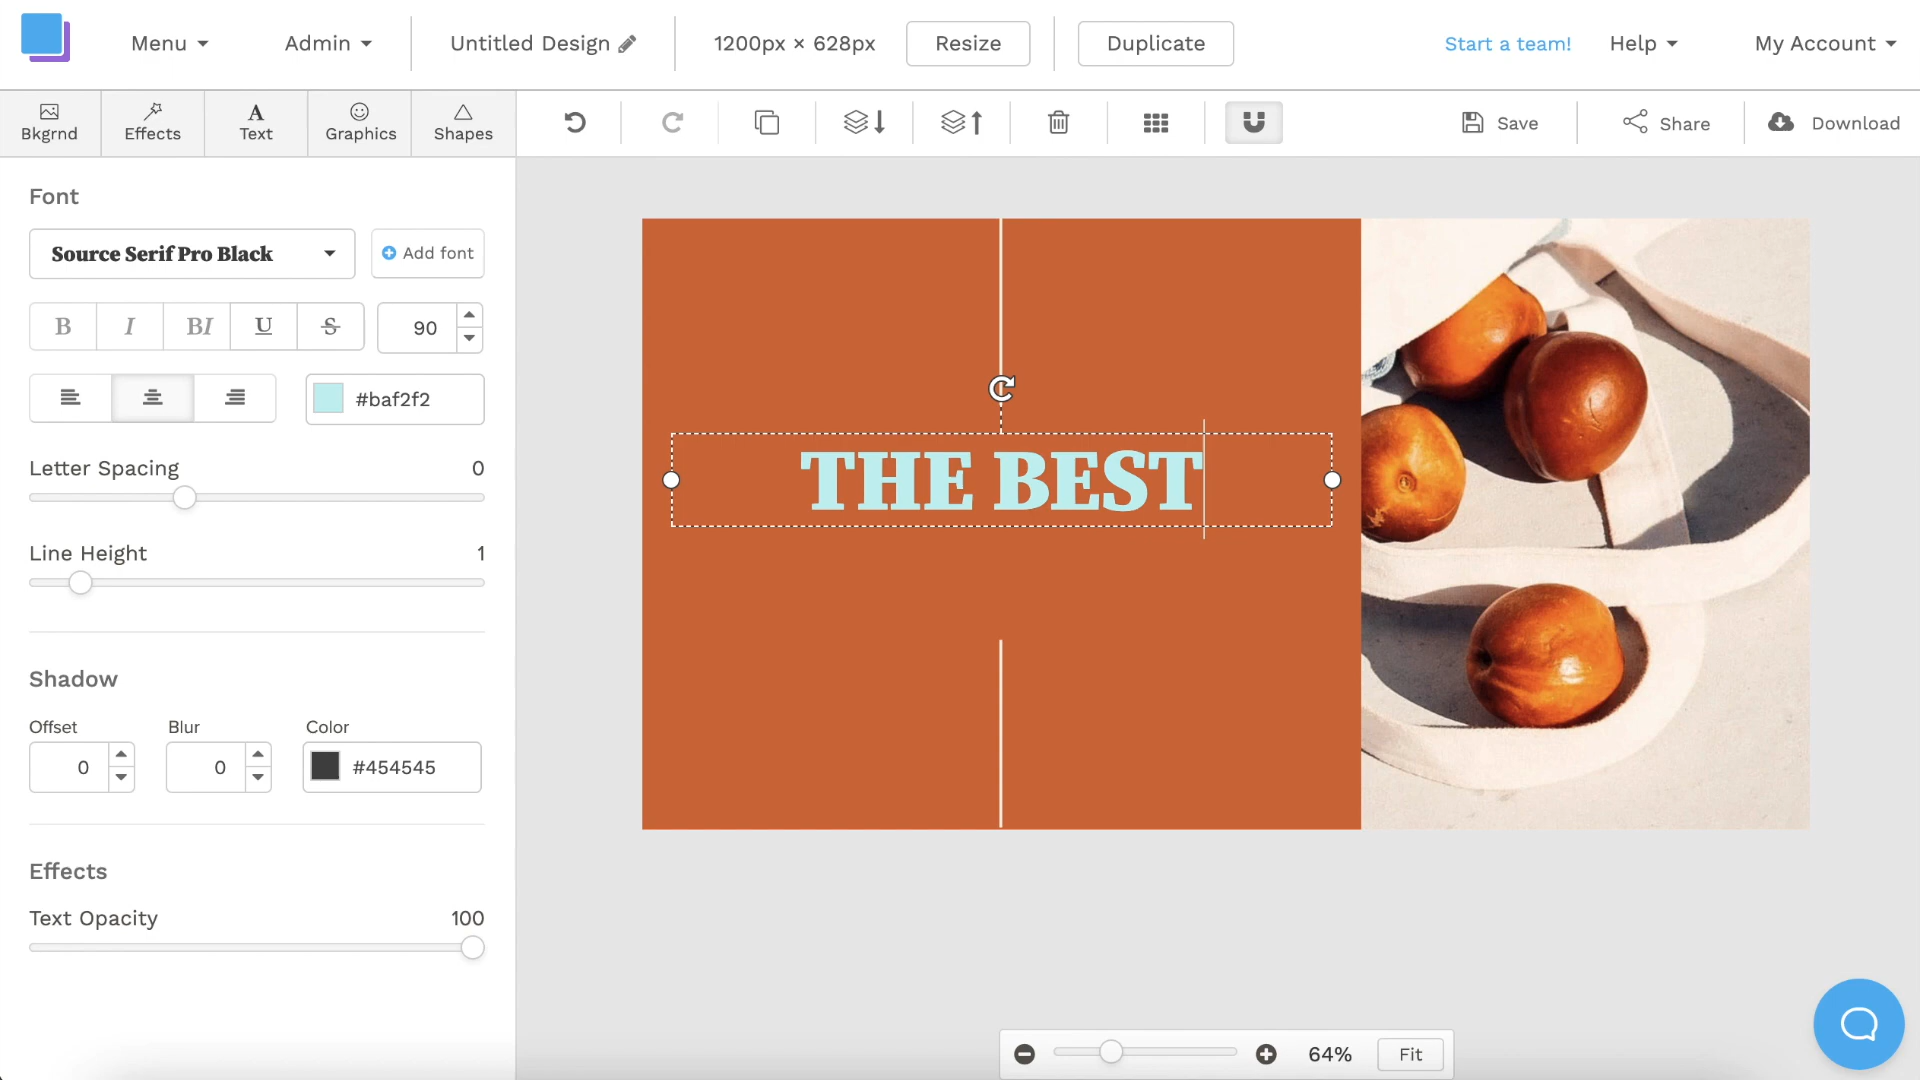 Menu
Admin
Untitled Design
1200px × 628px
Resize
Duplicate
Start a team!
Help
My Account
Bkgrnd
Effects
Text
Graphics
Shapes
Save
Share
Download
Font
Source Serif Pro Black
Add font
B
I
BI
U
S
90
#baf2f2
Letter Spacing
0
Line Height
1
Shadow
Offset
Blur
Color
0
0
#454545
Effects
Text Opacity
100
THE BEST
64%
Fit